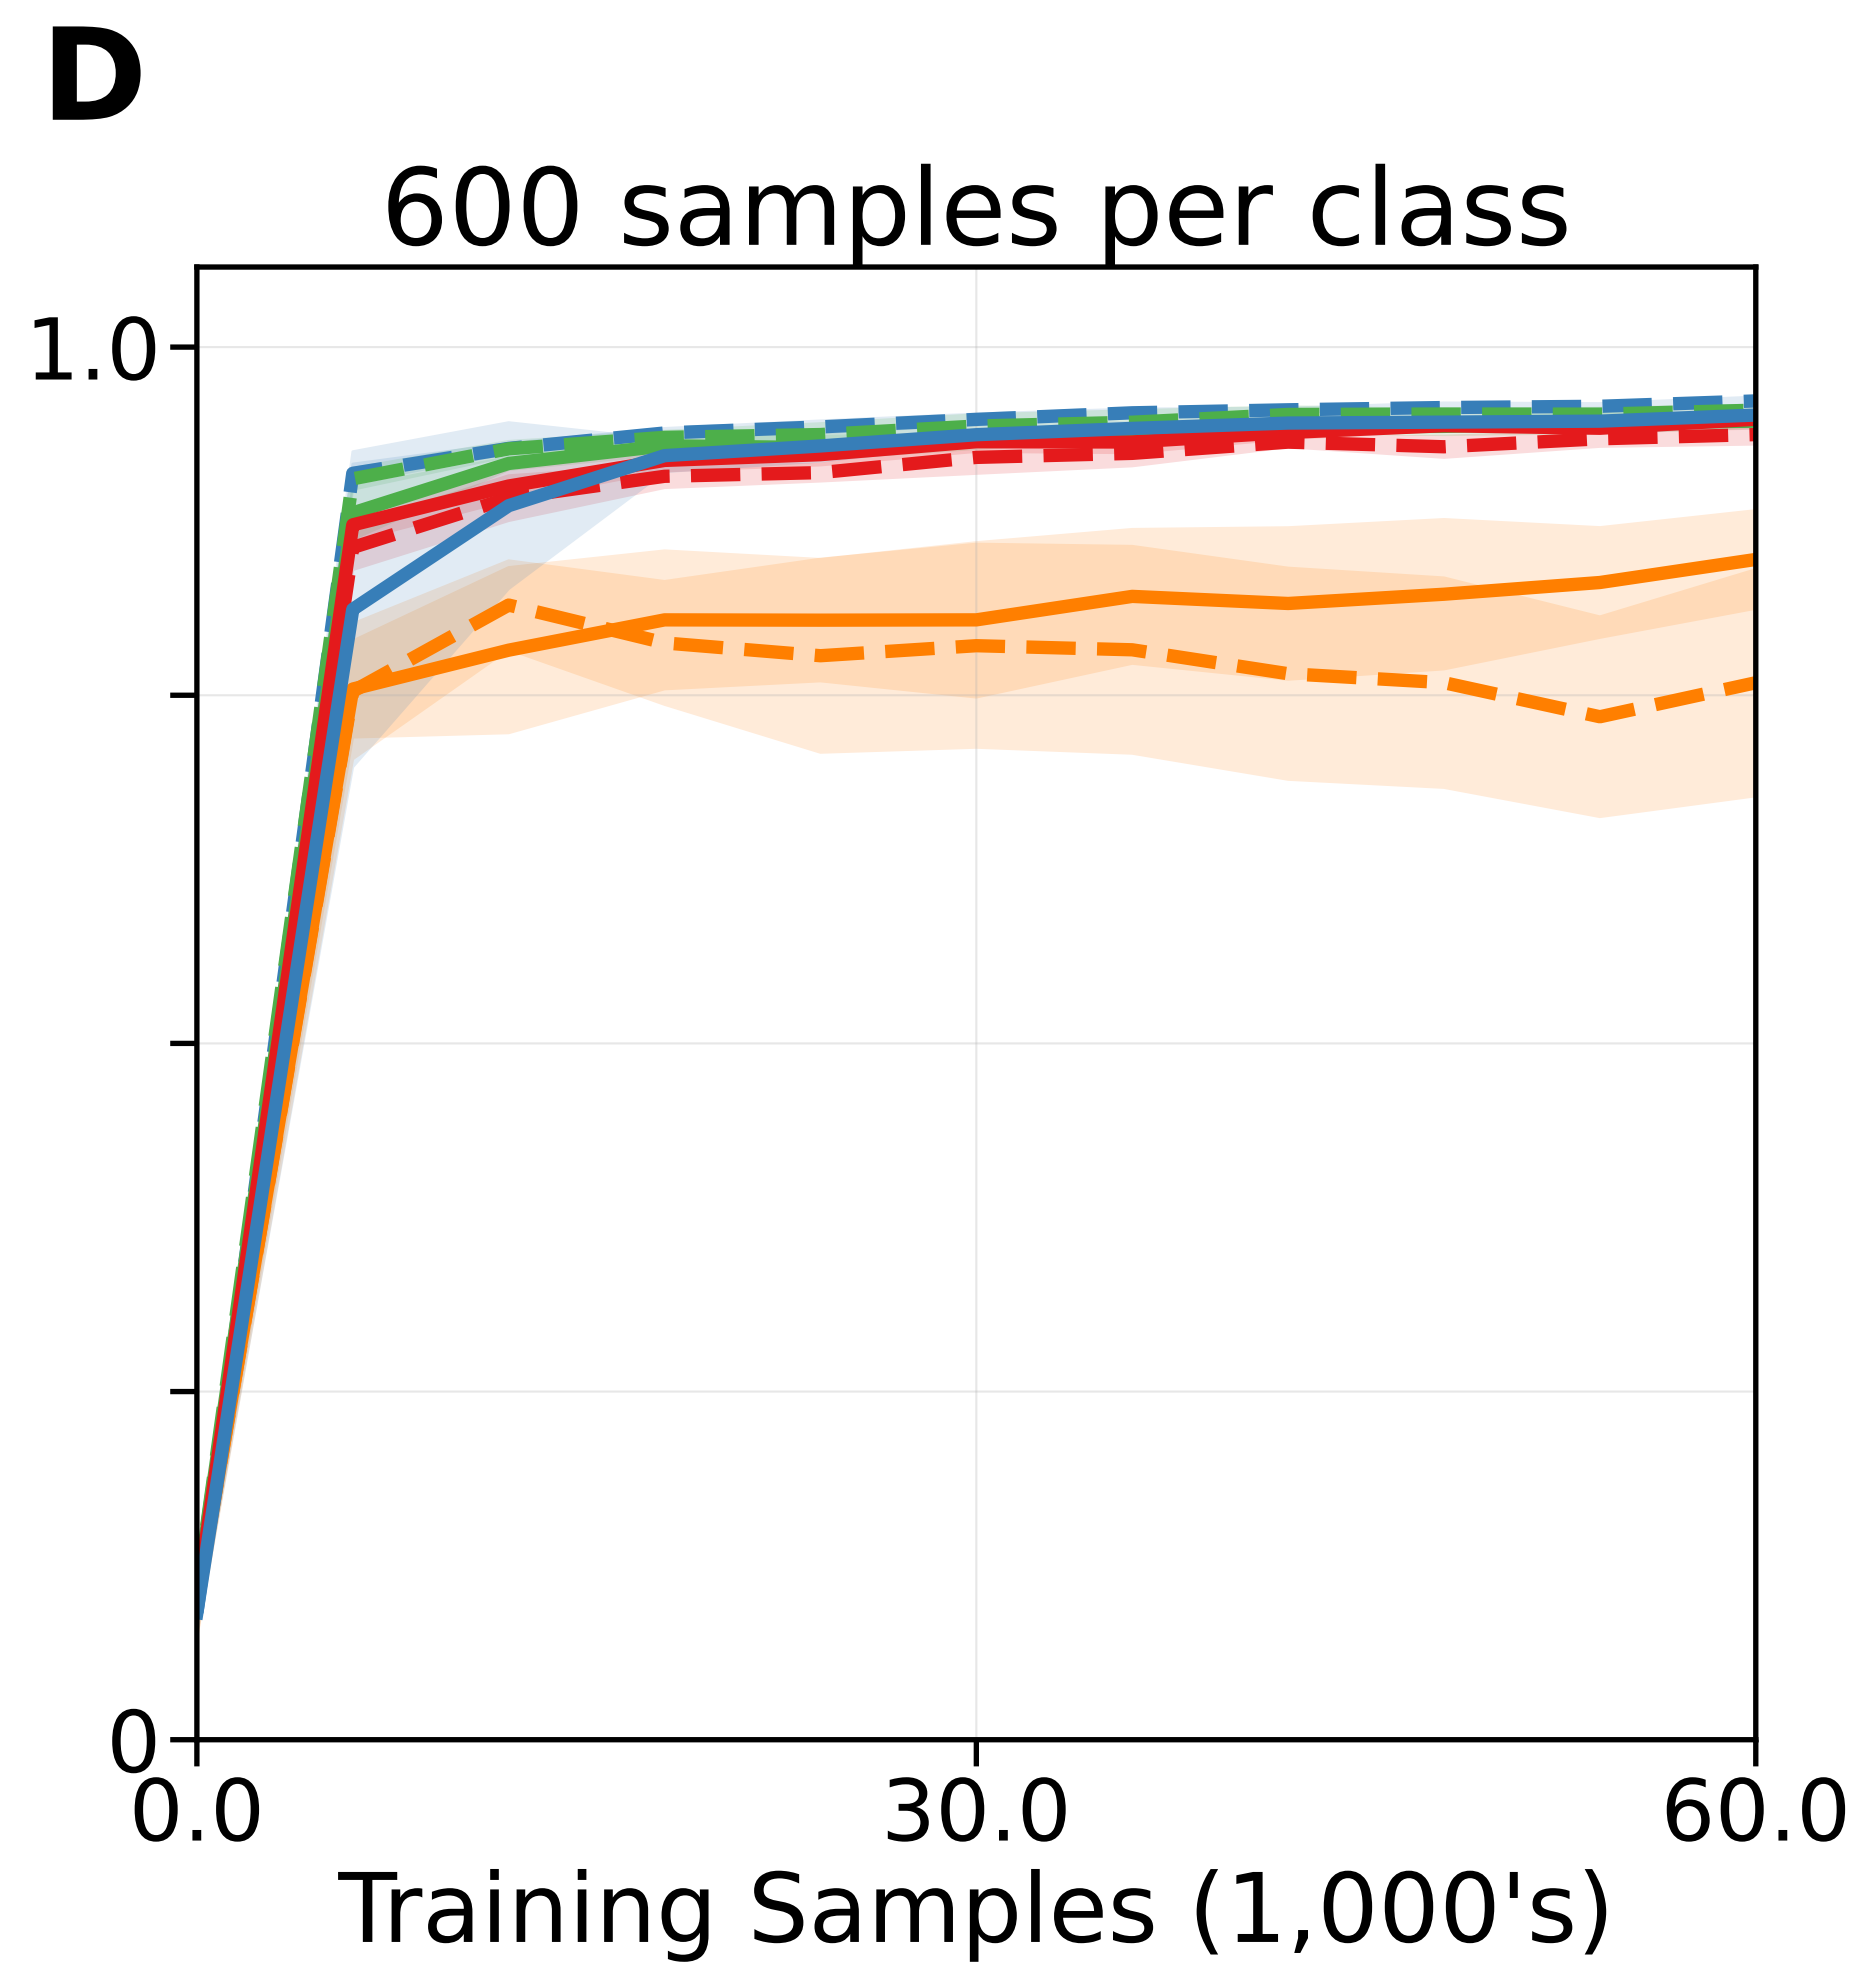 D
600 samples per class
1.0
0
0.0 30.0 60.0
Training Samples (1,000's)